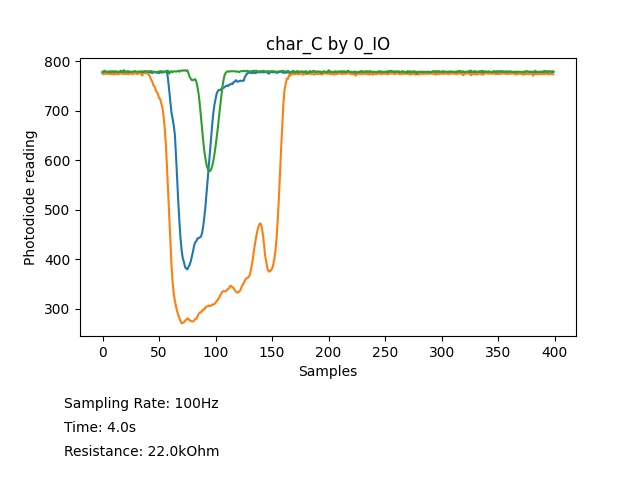 char_C by 0_IO
800
700
600
500
400
300
Photodiode reading
0 50 100 150 200 250 300 350 400
Samples
Sampling Rate: 100Hz
Time: 4.0s
Resistance: 22.0kOhm